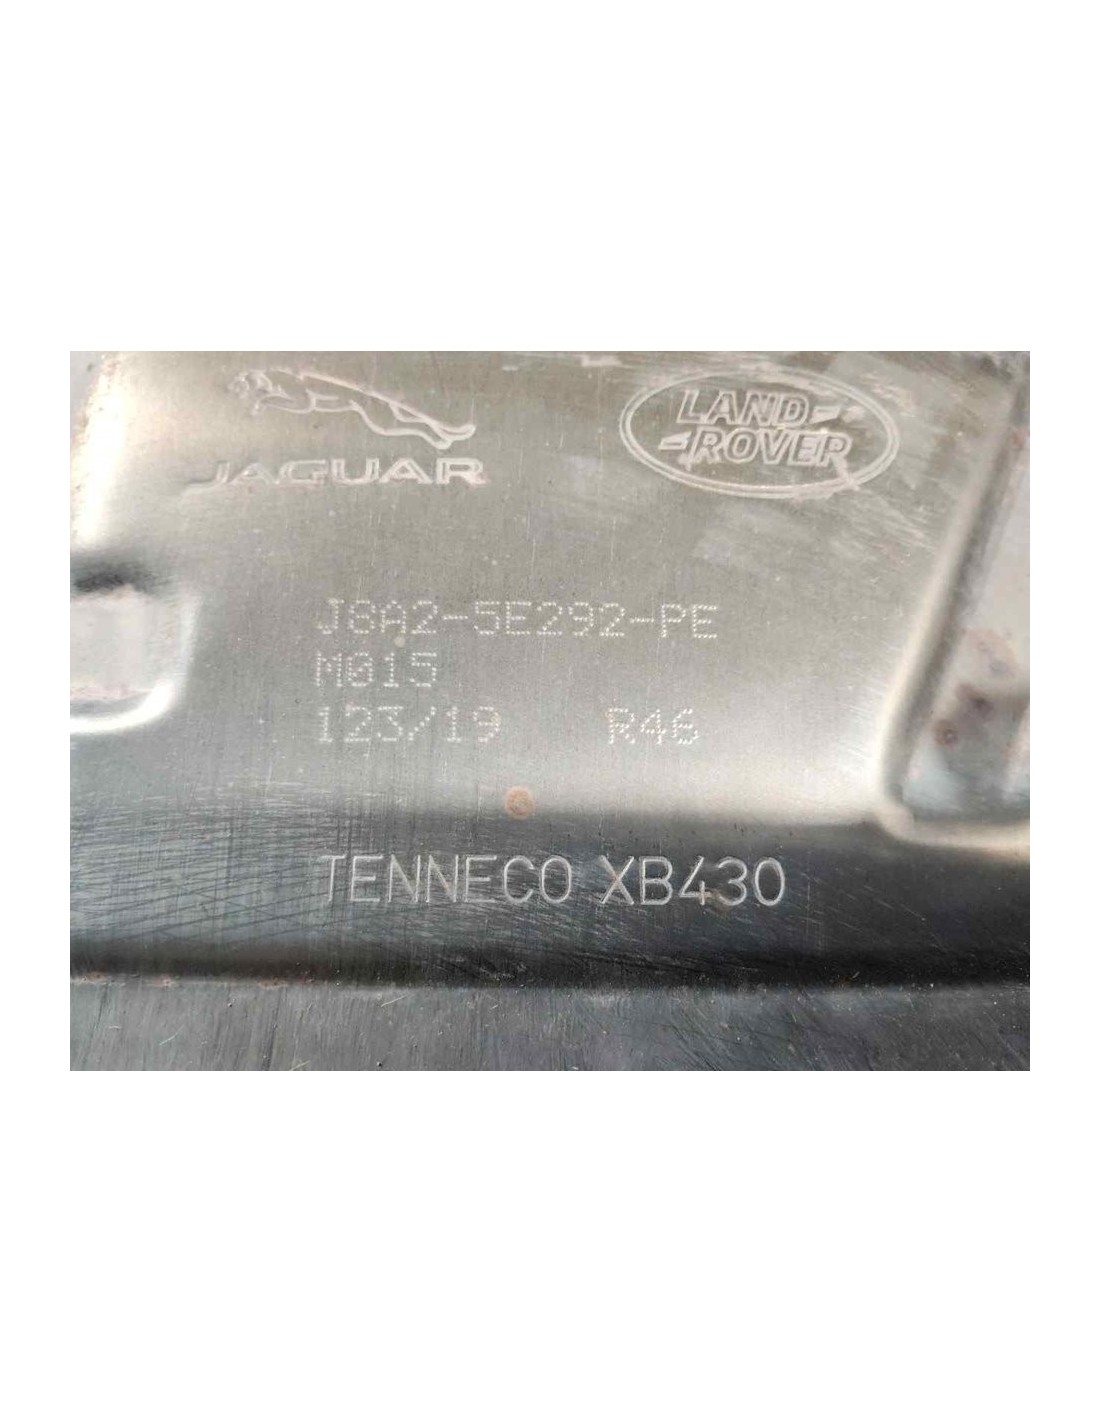 JAGUAR
LAND-
-ROVER
J8A2-5E292-PE
M015
123/19 R46
TENNECO XB430